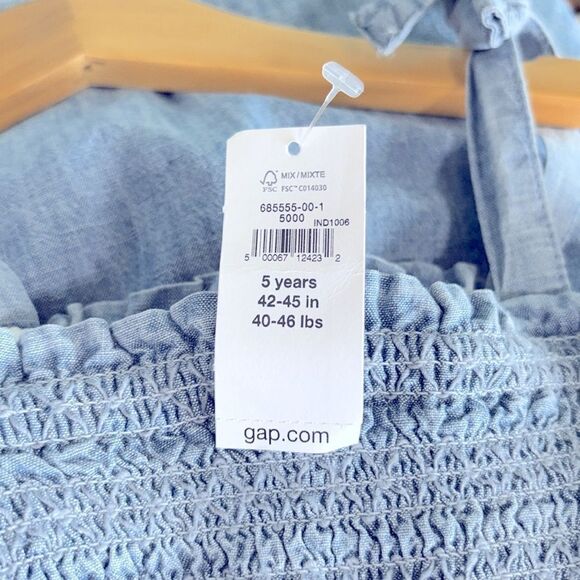 MIX / MIXTE
FSC FSC™ C014030
685555-00-1
5000 IND1006
5 00067 12423 2
5 years
42-45 in
40-46 lbs
gap.com